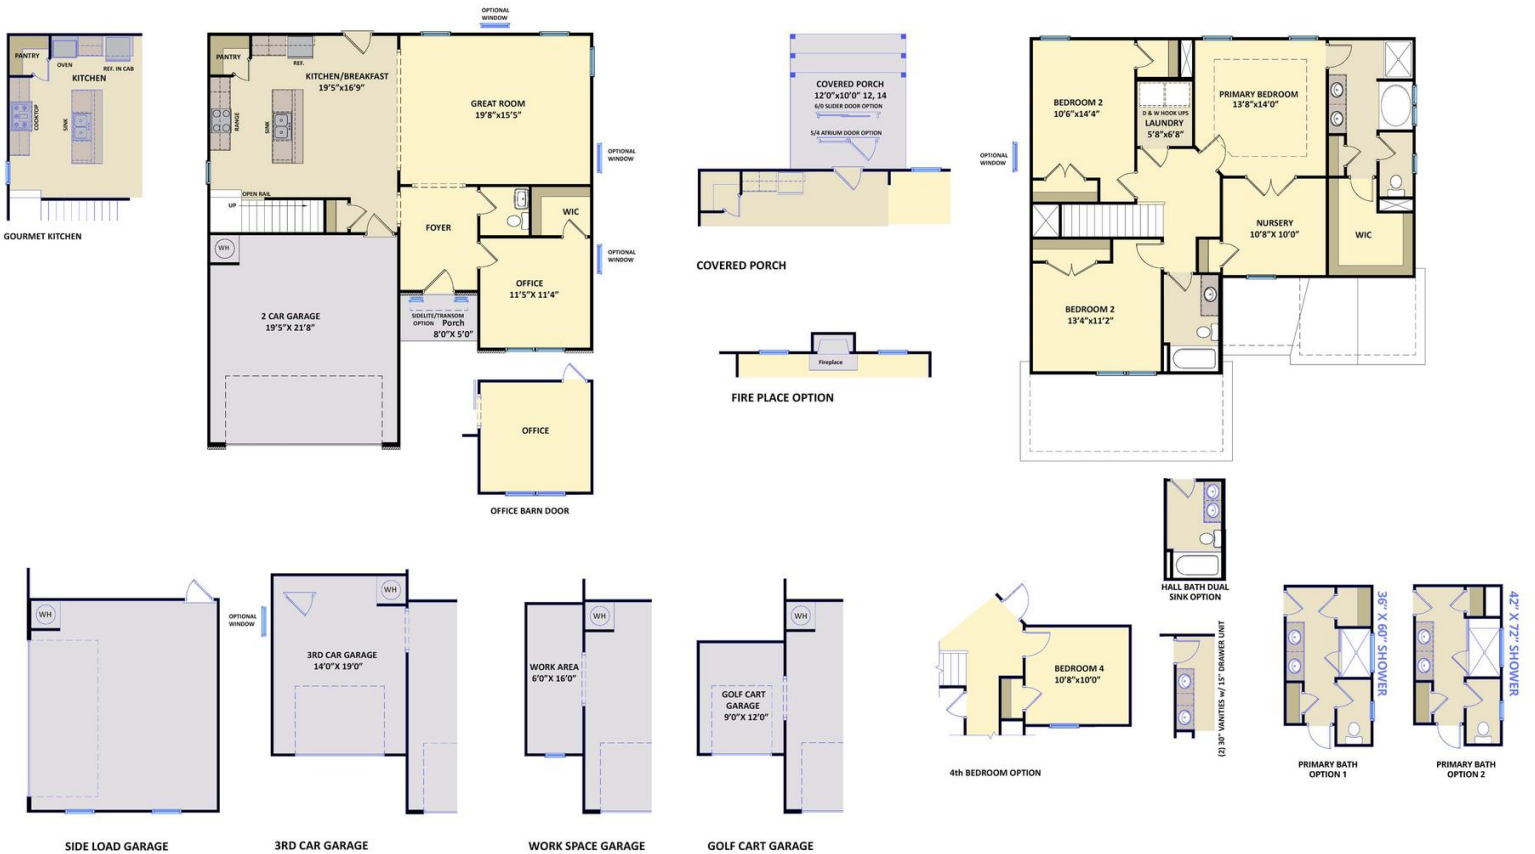 PANTRY
OVEN
REF. IN CAB
KITCHEN
COOKTOP
SINK
GOURMET KITCHEN
OPTIONAL
WINDOW
PANTRY
REF.
KITCHEN/BREAKFAST
19'5"x16'9"
RANGE
SINK
GREAT ROOM
19'8"x15'5"
OPTIONAL
WINDOW
OPEN RAIL
UP
FOYER
WIC
WH
OPTIONAL
WINDOW
OFFICE
11'5"X 11'4"
2 CAR GARAGE
19'5"X 21'8"
SIDELITE/TRANSOM
OPTION
Porch
8'0"X 5'0"
OFFICE
OFFICE BARN DOOR
COVERED PORCH
12'0"x10'0" 12, 14
6/0 SLIDER DOOR OPTION
5/4 ATRIUM DOOR OPTION
COVERED PORCH
Fireplace
FIRE PLACE OPTION
OPTIONAL
WINDOW
BEDROOM 2
10'6"x14'4"
D & W HOOK UPS
LAUNDRY
5'8"x6'8"
PRIMARY BEDROOM
13'8"x14'0"
NURSERY
10'8"X 10'0"
WIC
BEDROOM 2
13'4"x11'2"
HALL BATH DUAL
SINK OPTION
WH
SIDE LOAD GARAGE
OPTIONAL
WINDOW
WH
3RD CAR GARAGE
14'0"X 19'0"
3RD CAR GARAGE
WH
WORK AREA
6'0"X 16'0"
WORK SPACE GARAGE
WH
GOLF CART
GARAGE
9'0"X 12'0"
GOLF CART GARAGE
BEDROOM 4
10'8"x10'0"
4th BEDROOM OPTION
(2) 30" VANITIES w/ 15" DRAWER UNIT
36" X 60" SHOWER
PRIMARY BATH
OPTION 1
42" X 72" SHOWER
PRIMARY BATH
OPTION 2